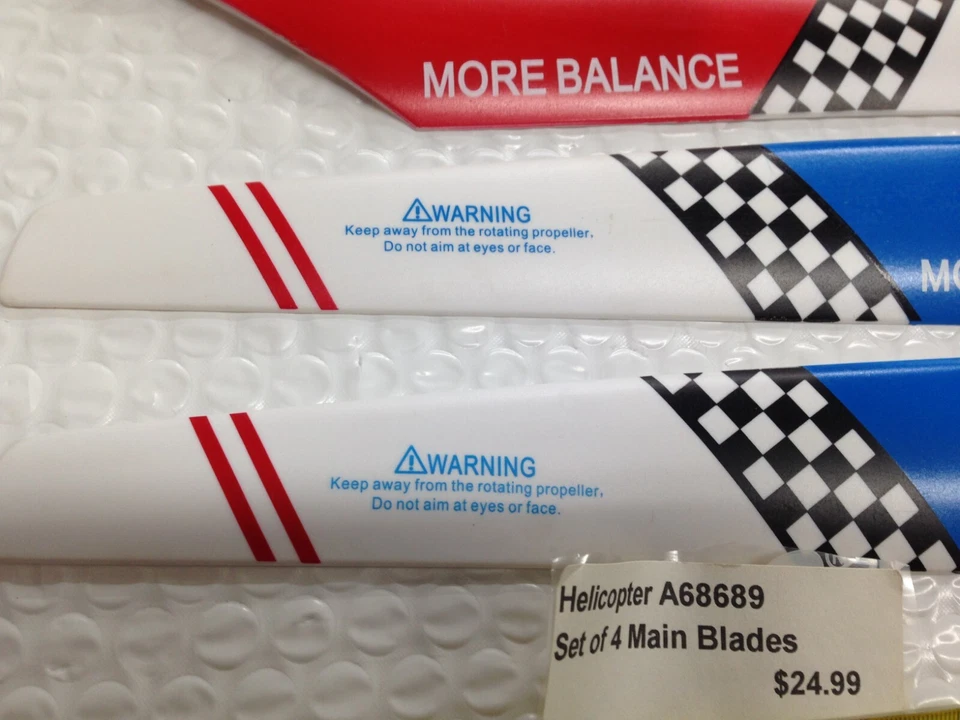 MORE BALANCE
⚠WARNING
Keep away from the rotating propeller,
Do not aim at eyes or face.
MO
⚠WARNING
Keep away from the rotating propeller,
Do not aim at eyes or face.
Helicopter A68689
Set of 4 Main Blades
$24.99